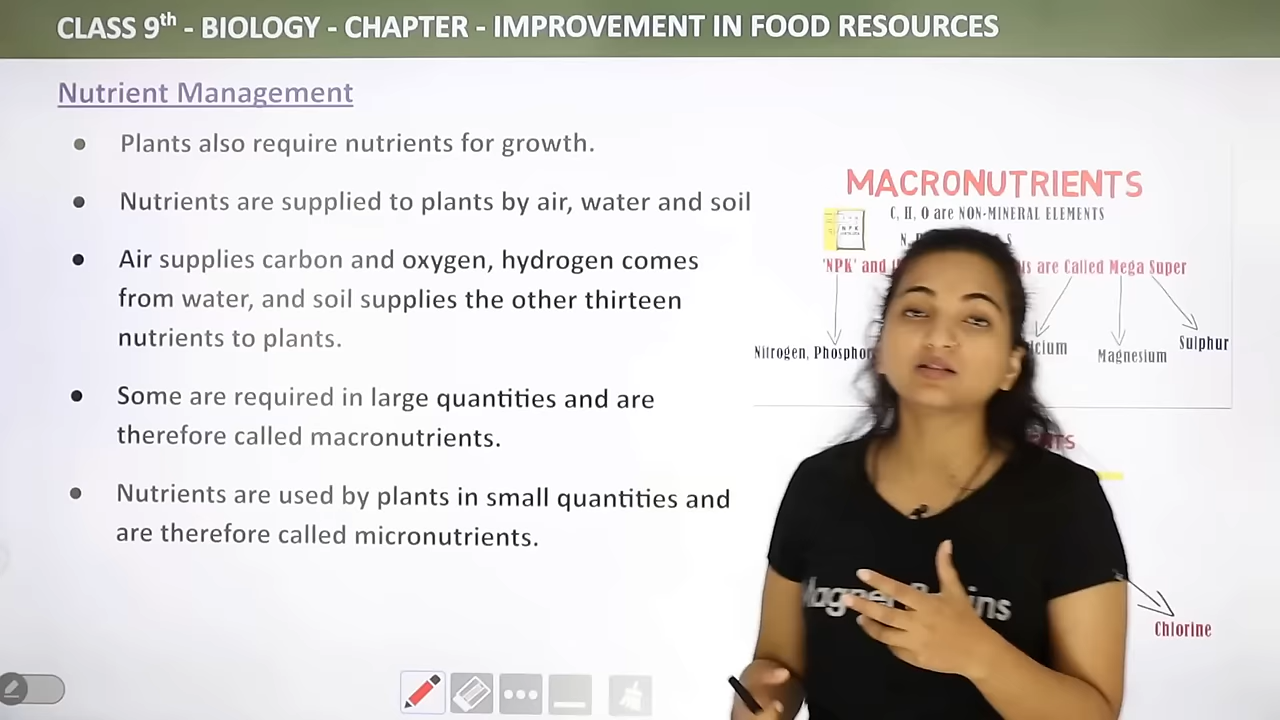 CLASS 9th - BIOLOGY - CHAPTER - IMPROVEMENT IN FOOD RESOURCES
Nutrient Management
• Plants also require nutrients for growth.
• Nutrients are supplied to plants by air, water and soil
• Air supplies carbon and oxygen, hydrogen comes
from water, and soil supplies the other thirteen
nutrients to plants.
• Some are required in large quantities and are
therefore called macronutrients.
• Nutrients are used by plants in small quantities and
are therefore called micronutrients.
MACRONUTRIENTS
C, H, O are NON-MINERAL ELEMENTS
N, S
'NPK' and are Called Mega Super
Nitrogen, Magnesium Sulphur
Chlorine